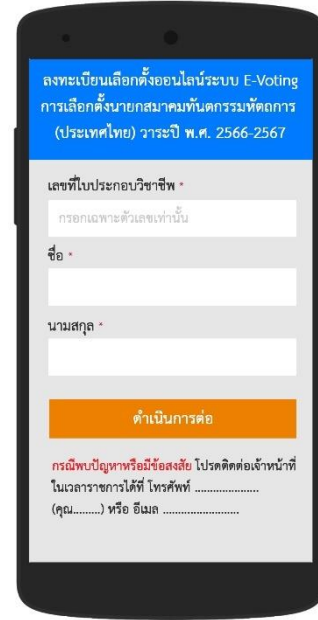 ลงทะเบียนเลือกตั้งออนไลน์ระบบ E-Voting
การเลือกตั้งนายกสมาคมทันตกรรมหัตถการ
(ประเทศไทย) วาระปี พ.ศ. 2566-2567
เลขที่ใบประกอบวิชาชีพ *
กรอกเฉพาะตัวเลขเท่านั้น
ชื่อ *
นามสกุล *
ดำเนินการต่อ
กรณีพบปัญหาหรือมีข้อสงสัย โปรดติดต่อเจ้าหน้าที่
ในเวลาราชการได้ที่ โทรศัพท์ .....................
(คุณ.........) หรือ อีเมล .........................